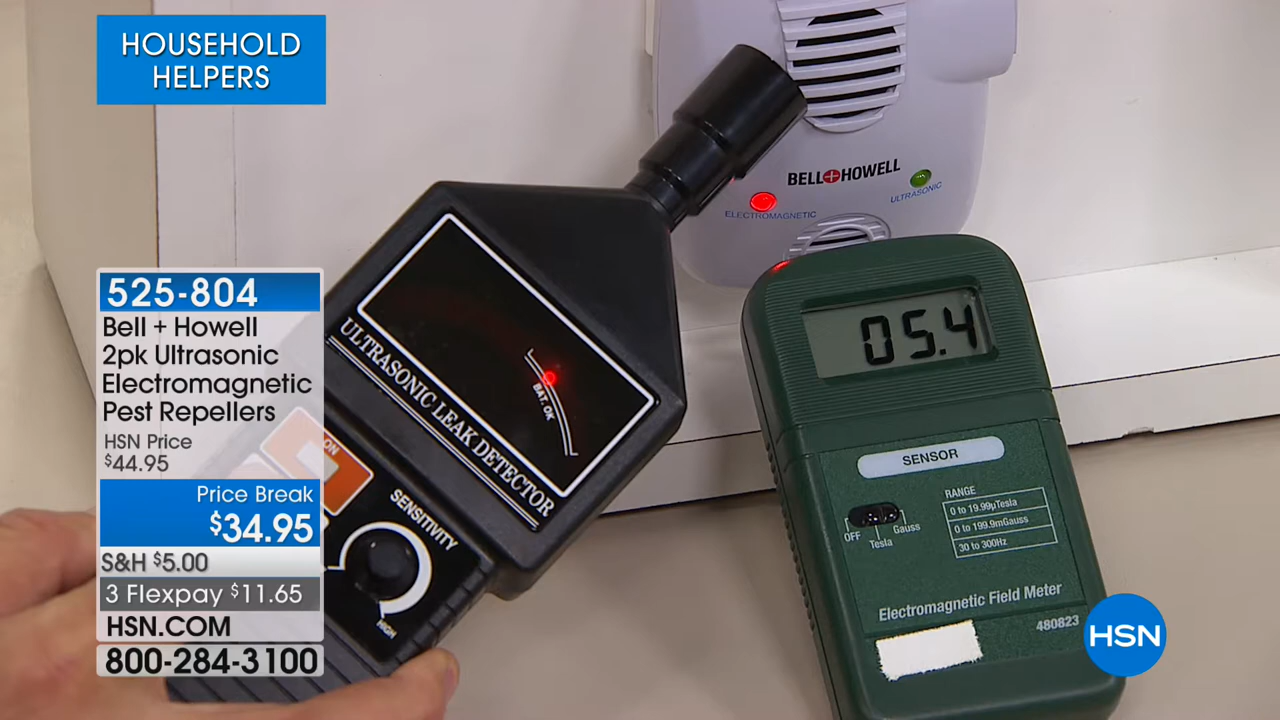 HOUSEHOLD
HELPERS
525-804
Bell + Howell
2pk Ultrasonic
Electromagnetic
Pest Repellers
HSN Price
$44.95
Price Break
$34.95
S&H $5.00
3 Flexpay $11.65
HSN.COM
800-284-3100
BELL+HOWELL
ELECTROMAGNETIC
ULTRASONIC
BAT. OK
ULTRASONIC LEAK DETECTOR
ON
SENSITIVITY
HIGH
05.4
SENSOR
OFF
Tesla
Gauss
RANGE
0 to 19.99µTesla
0 to 199.9mGauss
30 to 300Hz
Electromagnetic Field Meter
480823
HSN